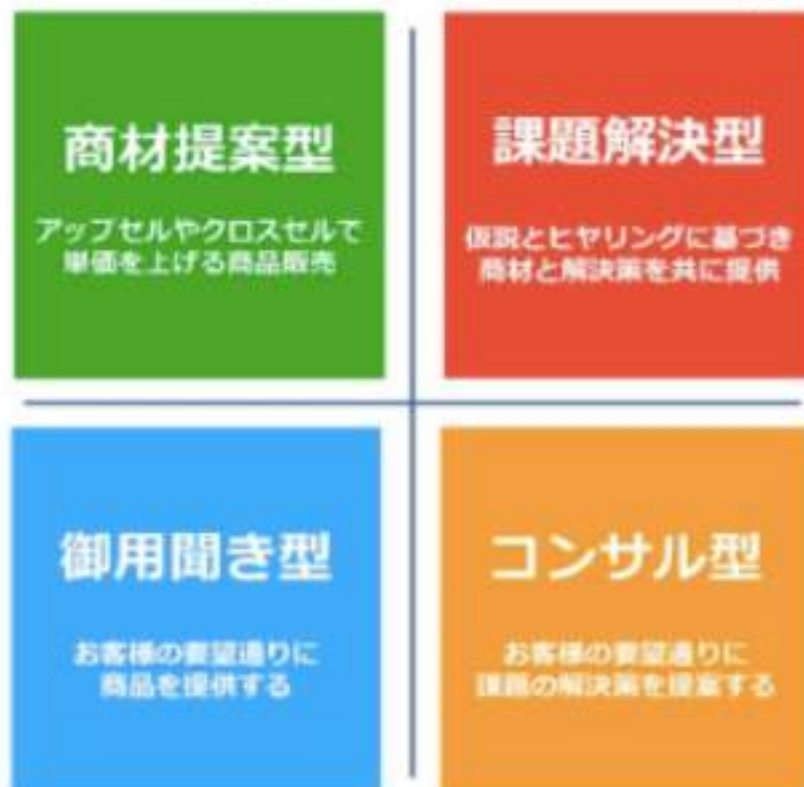 商材提案型
アップセルやクロスセルで
単価を上げる商品販売
課題解決型
仮説とヒヤリングに基づき
商材と解決策を共に提供
御用聞き型
お客様の要望通りに
商品を提供する
コンサル型
お客様の要望通りに
課題の解決策を提案する